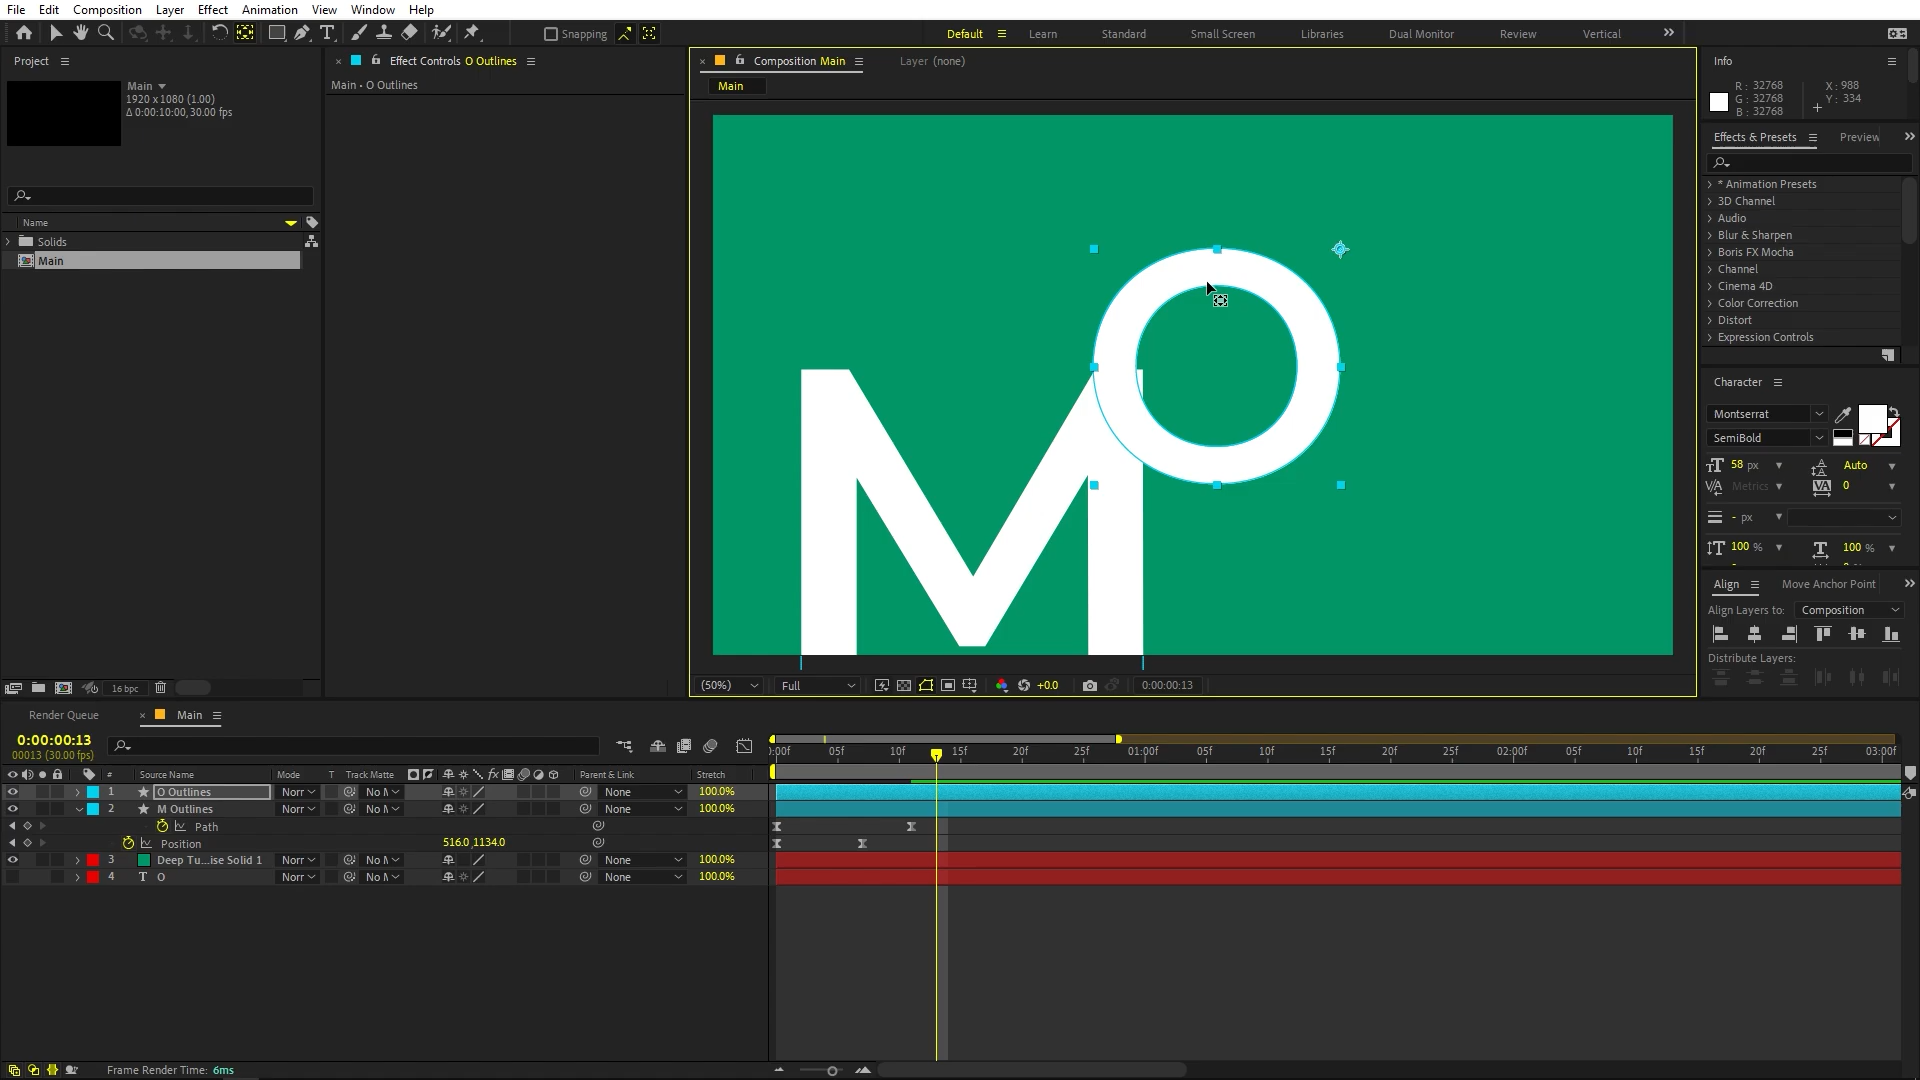 File Edit Composition Layer Effect Animation View Window Help
Snapping
Default Learn Standard Small Screen Libraries Dual Monitor Review Vertical
Project
Main
1920 x 1080 (1.00)
Δ 0:00:10:00, 30.00 fps
Name
Solids
Main
16 bpc
Effect Controls O Outlines
Main • O Outlines
Composition Main
Layer (none)
Main
MO
(50%) Full +0.0 0:00:00:13
Info
R : 32768
G : 32768
B : 32768
X : 988
Y : 334
Effects & Presets Preview
* Animation Presets
3D Channel
Audio
Blur & Sharpen
Boris FX Mocha
Channel
Cinema 4D
Color Correction
Distort
Expression Controls
Character
Montserrat
SemiBold
58 px Auto
Metrics 0
- px
100 % 100 %
Align Move Anchor Point
Align Layers to: Composition
Distribute Layers:
Render Queue Main
0:00:00:13
00013 (30.00 fps)
:00f 05f 10f 15f 20f 25f 01:00f 05f 10f 15f 20f 25f 02:00f 05f 10f 15f 20f 25f 03:00f
# Source Name Mode T Track Matte fx Parent & Link Stretch
1 O Outlines Norr No M None 100.0%
2 M Outlines Norr No M None 100.0%
Path
Position 516.0,1134.0
3 Deep Tu...ise Solid 1 Norr No M None 100.0%
4 T O Norr No M None 100.0%
Frame Render Time: 6ms